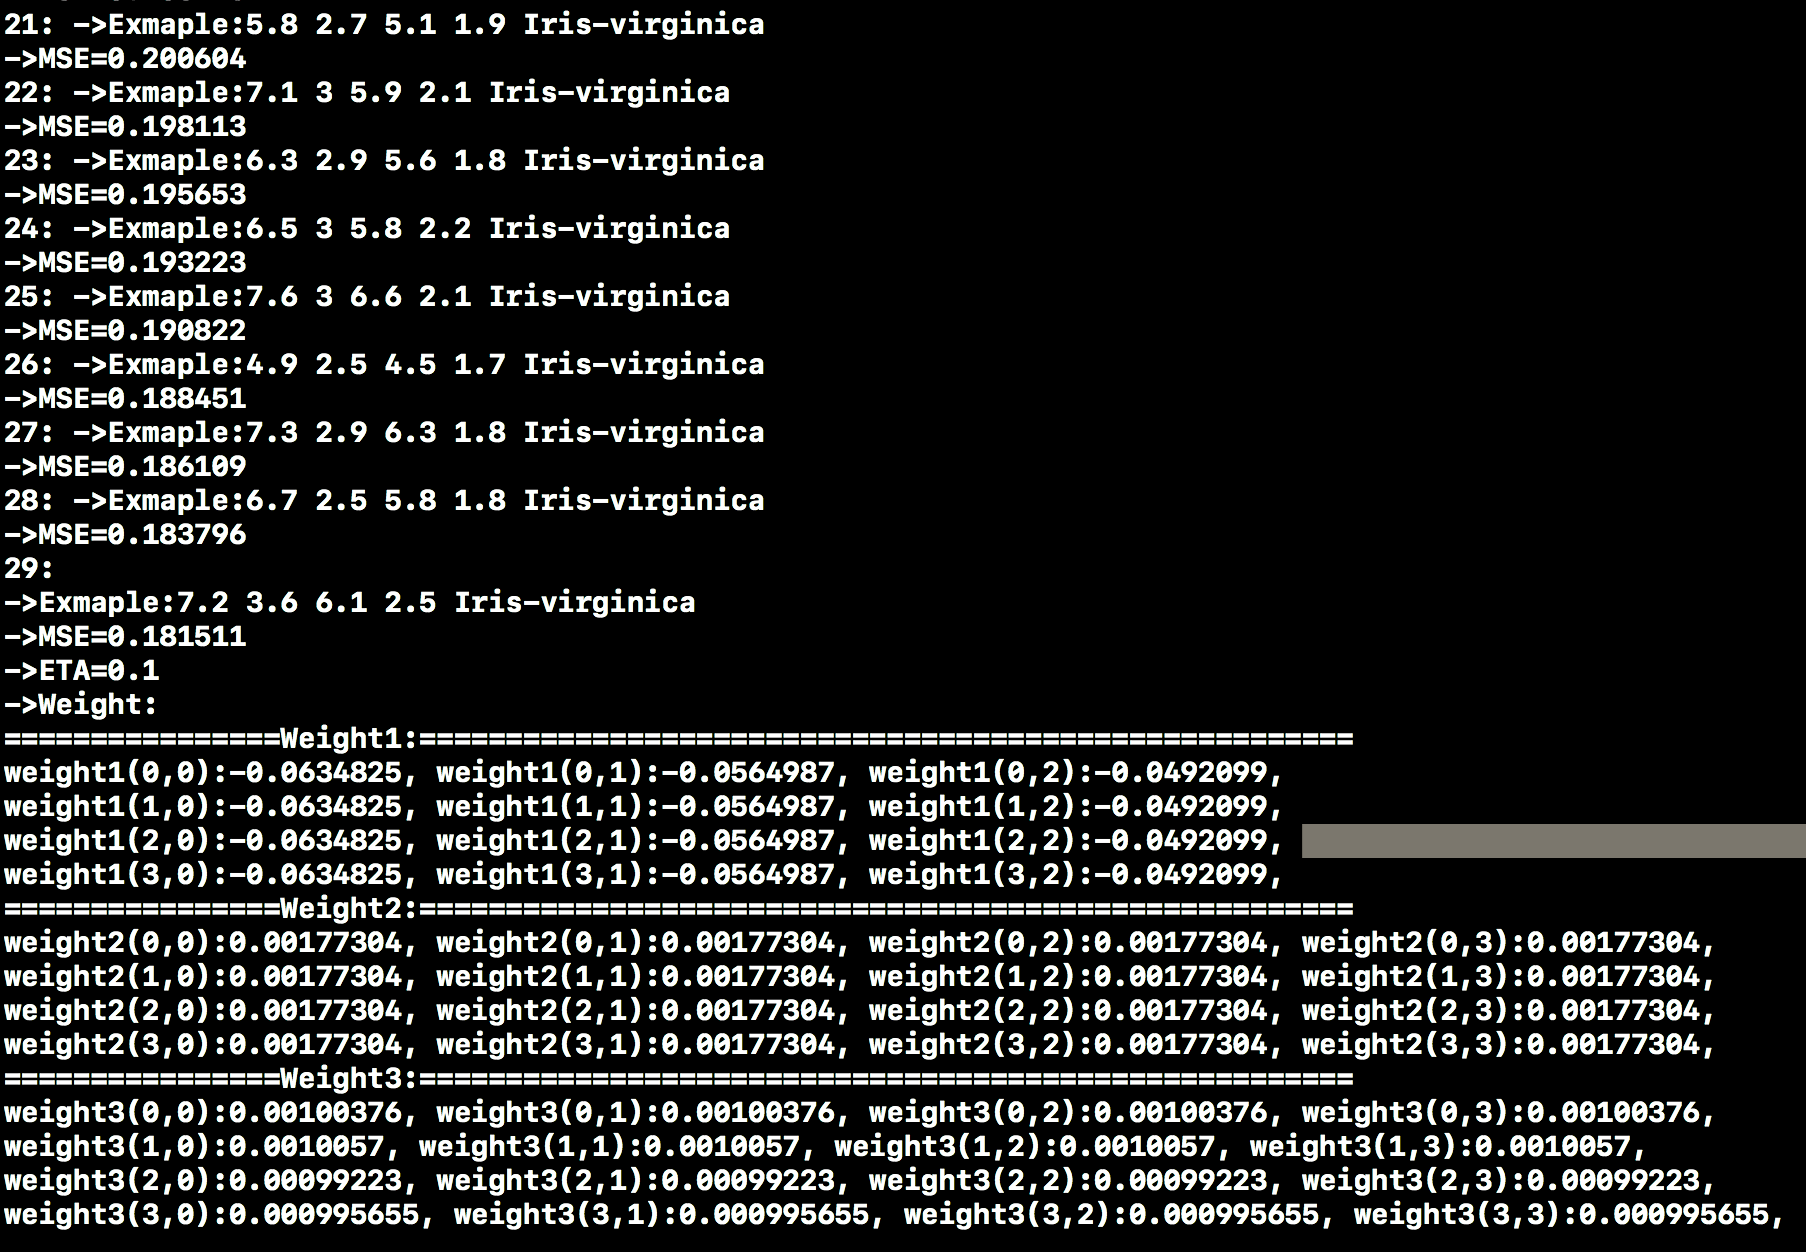 21: ->Exmaple:5.8 2.7 5.1 1.9 Iris-virginica
->MSE=0.200604
22: ->Exmaple:7.1 3 5.9 2.1 Iris-virginica
->MSE=0.198113
23: ->Exmaple:6.3 2.9 5.6 1.8 Iris-virginica
->MSE=0.195653
24: ->Exmaple:6.5 3 5.8 2.2 Iris-virginica
->MSE=0.193223
25: ->Exmaple:7.6 3 6.6 2.1 Iris-virginica
->MSE=0.190822
26: ->Exmaple:4.9 2.5 4.5 1.7 Iris-virginica
->MSE=0.188451
27: ->Exmaple:7.3 2.9 6.3 1.8 Iris-virginica
->MSE=0.186109
28: ->Exmaple:6.7 2.5 5.8 1.8 Iris-virginica
->MSE=0.183796
29:
->Exmaple:7.2 3.6 6.1 2.5 Iris-virginica
->MSE=0.181511
->ETA=0.1
->Weight:
================Weight1:======================================================
weight1(0,0):-0.0634825, weight1(0,1):-0.0564987, weight1(0,2):-0.0492099,
weight1(1,0):-0.0634825, weight1(1,1):-0.0564987, weight1(1,2):-0.0492099,
weight1(2,0):-0.0634825, weight1(2,1):-0.0564987, weight1(2,2):-0.0492099,
weight1(3,0):-0.0634825, weight1(3,1):-0.0564987, weight1(3,2):-0.0492099,
================Weight2:======================================================
weight2(0,0):0.00177304, weight2(0,1):0.00177304, weight2(0,2):0.00177304, weight2(0,3):0.00177304,
weight2(1,0):0.00177304, weight2(1,1):0.00177304, weight2(1,2):0.00177304, weight2(1,3):0.00177304,
weight2(2,0):0.00177304, weight2(2,1):0.00177304, weight2(2,2):0.00177304, weight2(2,3):0.00177304,
weight2(3,0):0.00177304, weight2(3,1):0.00177304, weight2(3,2):0.00177304, weight2(3,3):0.00177304,
================Weight3:======================================================
weight3(0,0):0.00100376, weight3(0,1):0.00100376, weight3(0,2):0.00100376, weight3(0,3):0.00100376,
weight3(1,0):0.0010057, weight3(1,1):0.0010057, weight3(1,2):0.0010057, weight3(1,3):0.0010057,
weight3(2,0):0.00099223, weight3(2,1):0.00099223, weight3(2,2):0.00099223, weight3(2,3):0.00099223,
weight3(3,0):0.000995655, weight3(3,1):0.000995655, weight3(3,2):0.000995655, weight3(3,3):0.000995655,